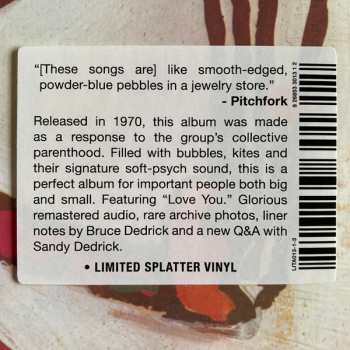 “[These songs are] like smooth-edged,
powder-blue pebbles in a jewelry store.”
- Pitchfork
Released in 1970, this album was made
as a response to the group’s collective
parenthood. Filled with bubbles, kites and
their signature soft-psych sound, this is a
perfect album for important people both big
and small. Featuring “Love You.” Glorious
remastered audio, rare archive photos, liner
notes by Bruce Dedrick and a new Q&A with
Sandy Dedrick.
• LIMITED SPLATTER VINYL
LITA015-1-3